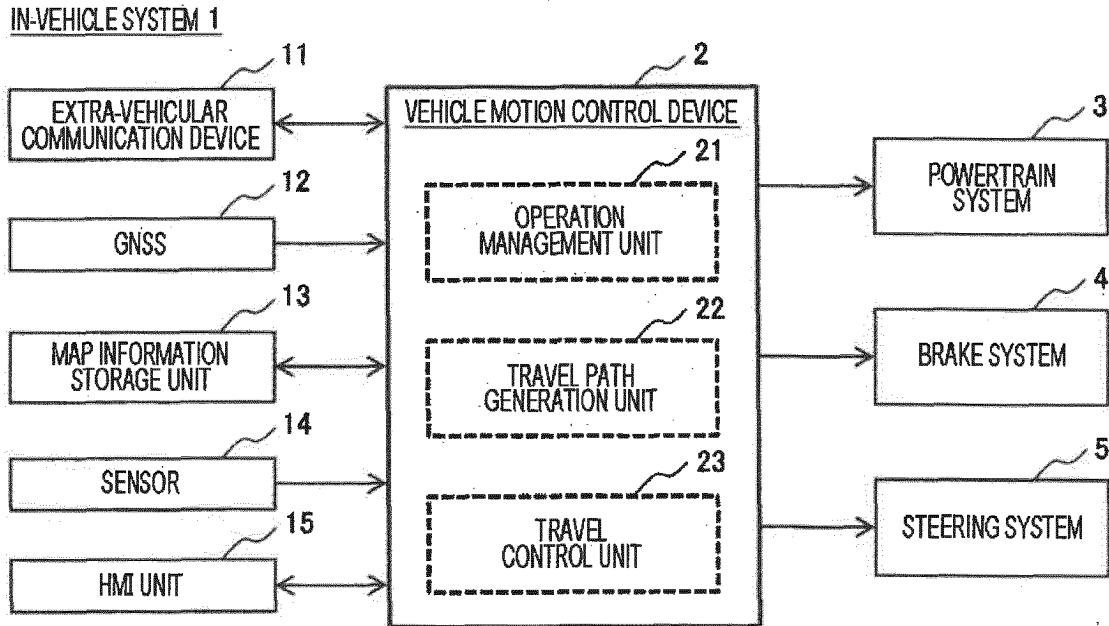 IN-VEHICLE SYSTEM 1
11
EXTRA-VEHICULAR
COMMUNICATION DEVICE
12
GNSS
13
MAP INFORMATION
STORAGE UNIT
14
SENSOR
15
HMI UNIT
2
VEHICLE MOTION CONTROL DEVICE
21
OPERATION
MANAGEMENT UNIT
22
TRAVEL PATH
GENERATION UNIT
23
TRAVEL
CONTROL UNIT
3
POWERTRAIN
SYSTEM
4
BRAKE SYSTEM
5
STEERING SYSTEM